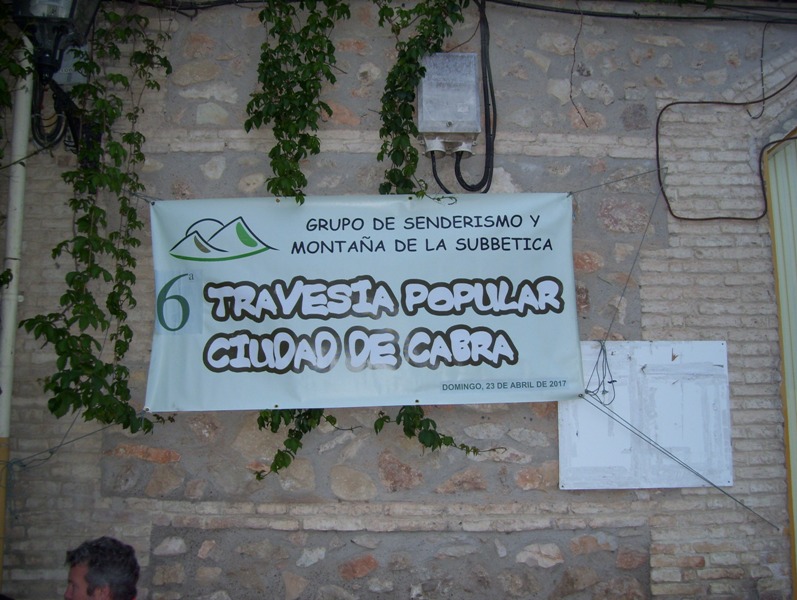 GRUPO DE SENDERISMO Y
MONTAÑA DE LA SUBBETICA
6ª TRAVESIA POPULAR
CIUDAD DE CABRA
DOMINGO, 23 DE ABRIL DE 2017